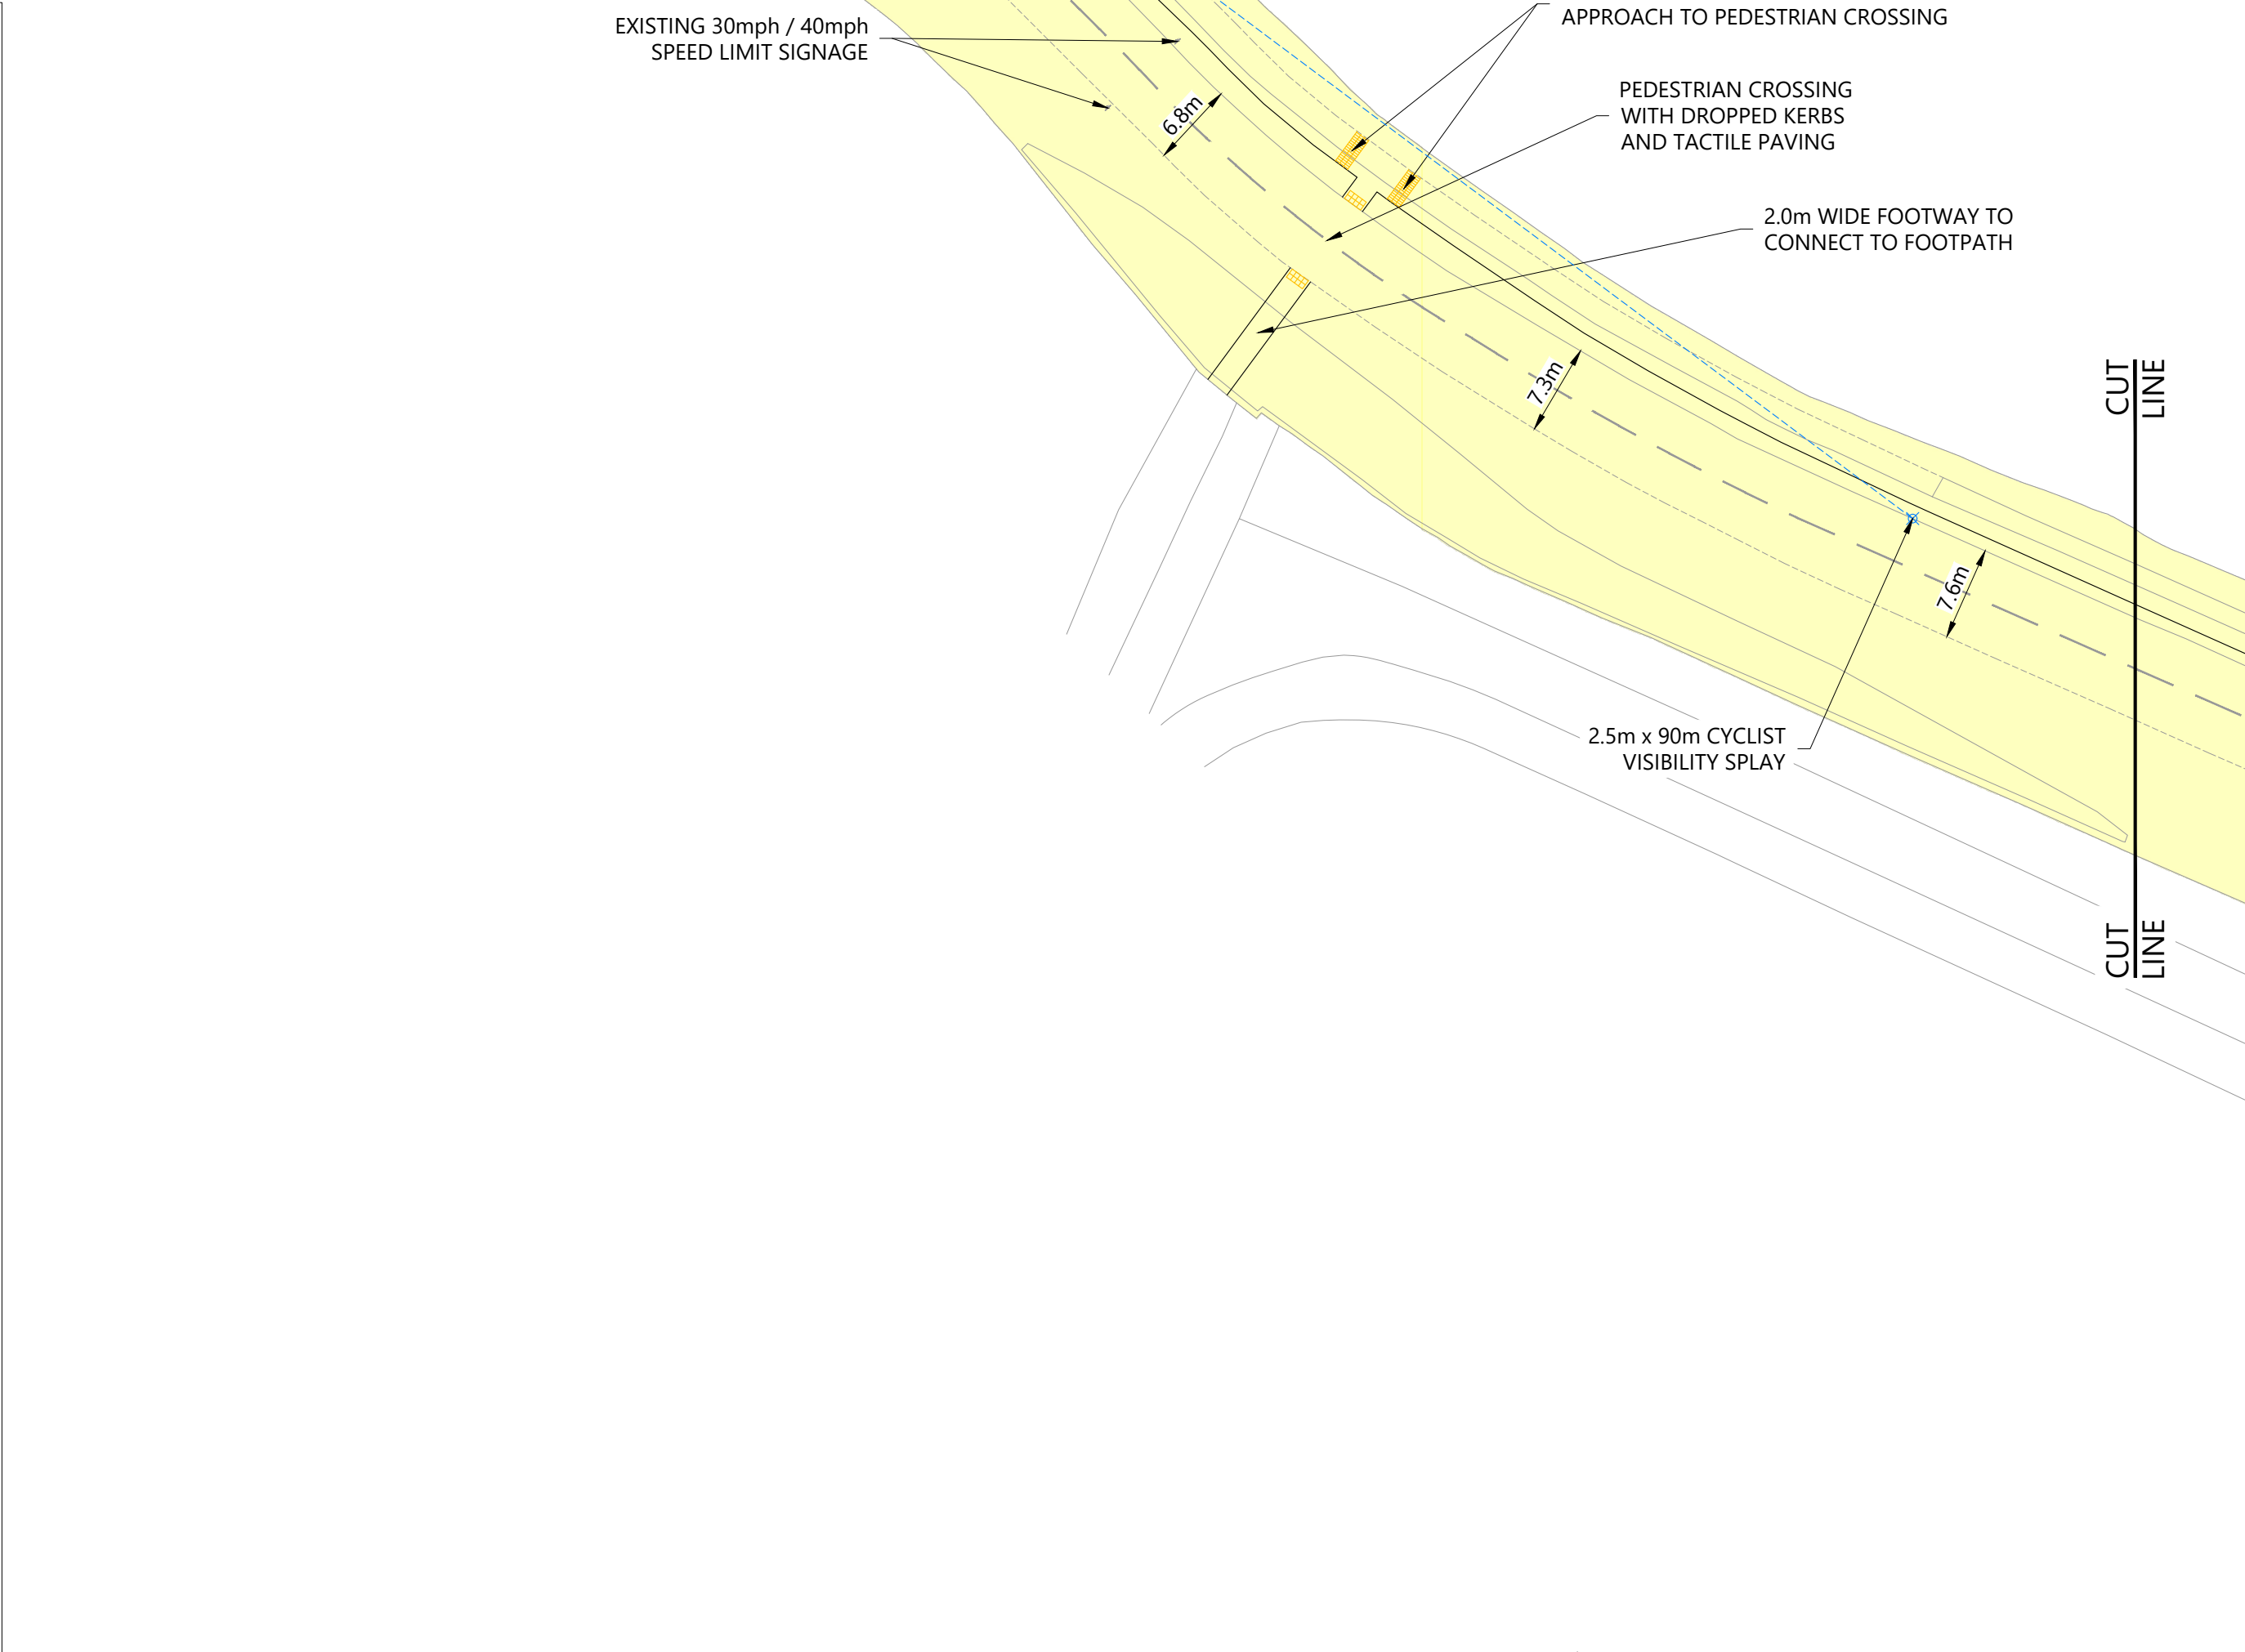 EXISTING 30mph / 40mph
SPEED LIMIT SIGNAGE
APPROACH TO PEDESTRIAN CROSSING
PEDESTRIAN CROSSING
WITH DROPPED KERBS
AND TACTILE PAVING
6.8m
2.0m WIDE FOOTWAY TO
CONNECT TO FOOTPATH
7.3m
CUT
LINE
7.6m
2.5m x 90m CYCLIST
VISIBILITY SPLAY
CUT
LINE